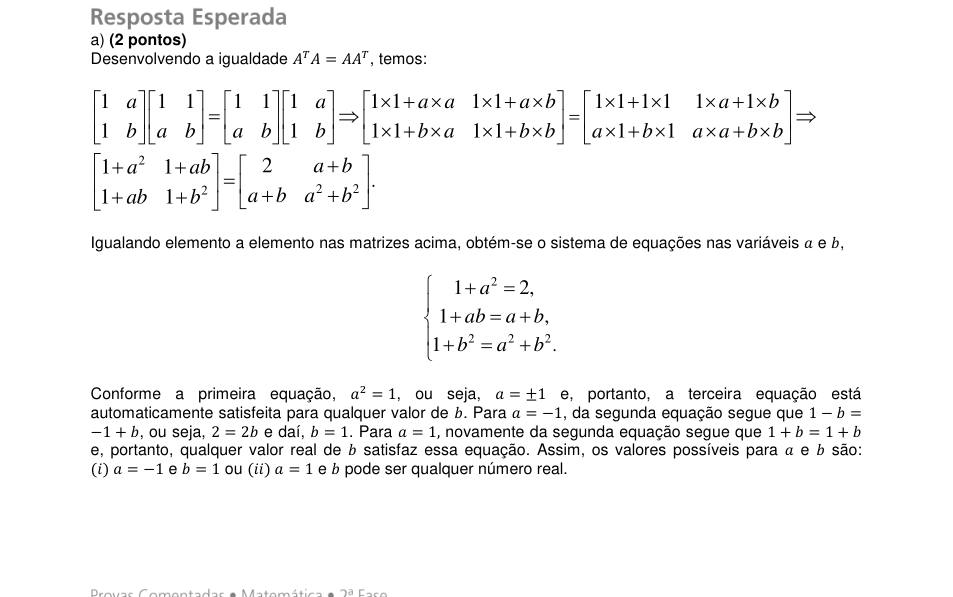 Resposta Esperada
a) (2 pontos)
Desenvolvendo a igualdade AᵀA = AAᵀ, temos:
[1 a; 1 b][1 1; a b] = [1 1; a b][1 a; 1 b] ⇒ [1×1+a×a 1×1+a×b; 1×1+b×a 1×1+b×b] = [1×1+1×1 1×a+1×b; a×1+b×1 a×a+b×b] ⇒
[1+a² 1+ab; 1+ab 1+b²] = [2 a+b; a+b a²+b²].
Igualando elemento a elemento nas matrizes acima, obtém-se o sistema de equações nas variáveis a e b,
{ 1+a² = 2,
1+ab = a+b,
1+b² = a²+b².
Conforme a primeira equação, a² = 1, ou seja, a = ±1 e, portanto, a terceira equação está
automaticamente satisfeita para qualquer valor de b. Para a = −1, da segunda equação segue que 1 − b =
−1 + b, ou seja, 2 = 2b e daí, b = 1. Para a = 1, novamente da segunda equação segue que 1 + b = 1 + b
e, portanto, qualquer valor real de b satisfaz essa equação. Assim, os valores possíveis para a e b são:
(i) a = −1 e b = 1 ou (ii) a = 1 e b pode ser qualquer número real.
Provas Comentadas • Matemática • 2ª Fase